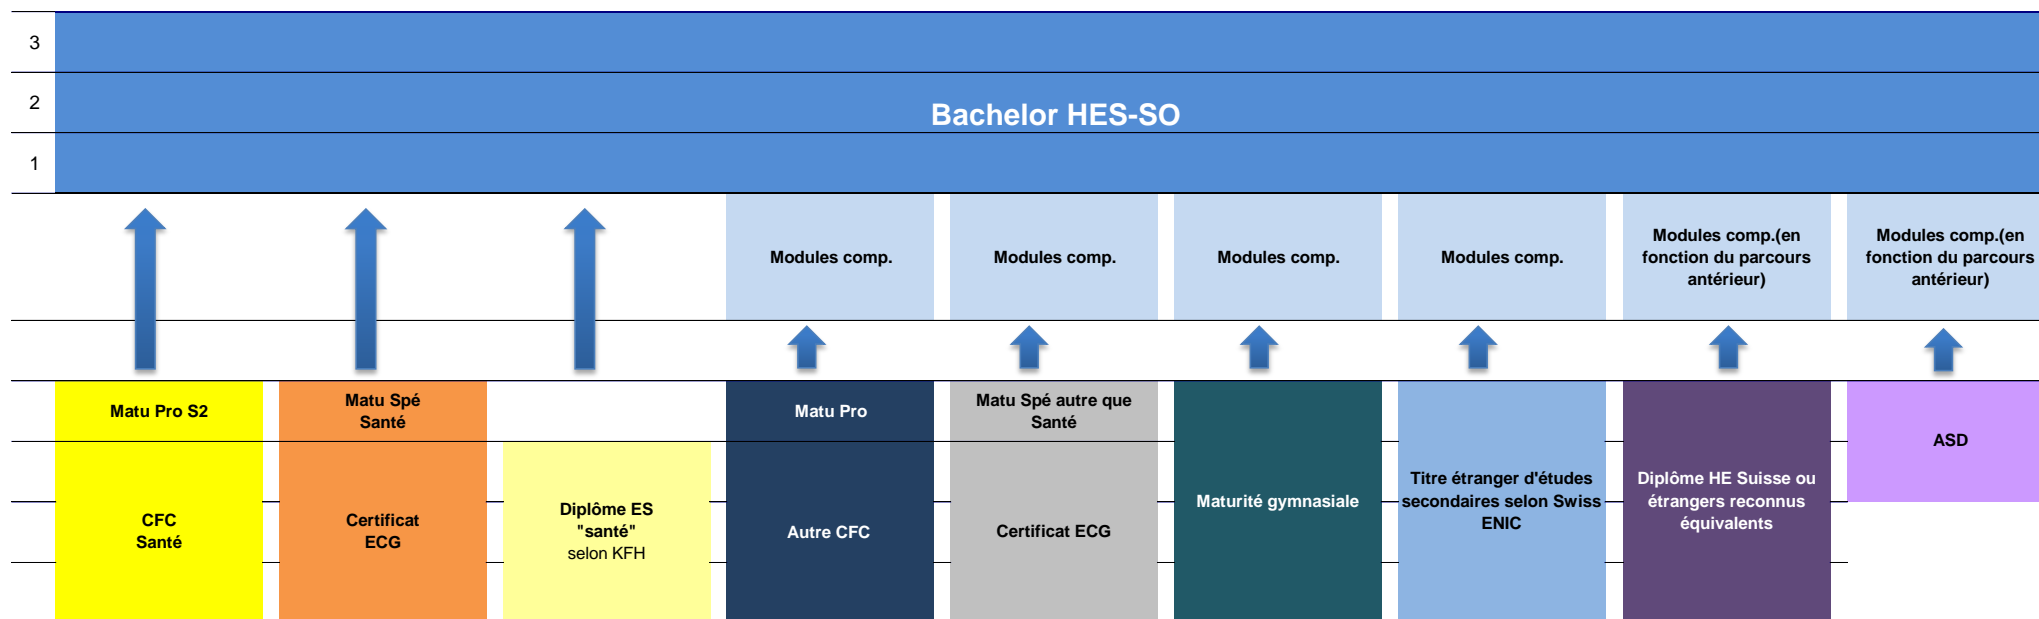 3
2
Bachelor HES-SO
1
Modules comp.
Modules comp.
Modules comp.
Modules comp.
Modules comp.(en
fonction du parcours
antérieur)
Modules comp.(en
fonction du parcours
antérieur)
Matu Pro S2
Matu Spé
Santé
Matu Pro
Matu Spé autre que
Santé
CFC
Santé
Certificat
ECG
Diplôme ES
"santé"
selon KFH
Autre CFC
Certificat ECG
Maturité gymnasiale
Titre étranger d'études
secondaires selon Swiss
ENIC
Diplôme HE Suisse ou
étrangers reconnus
équivalents
ASD